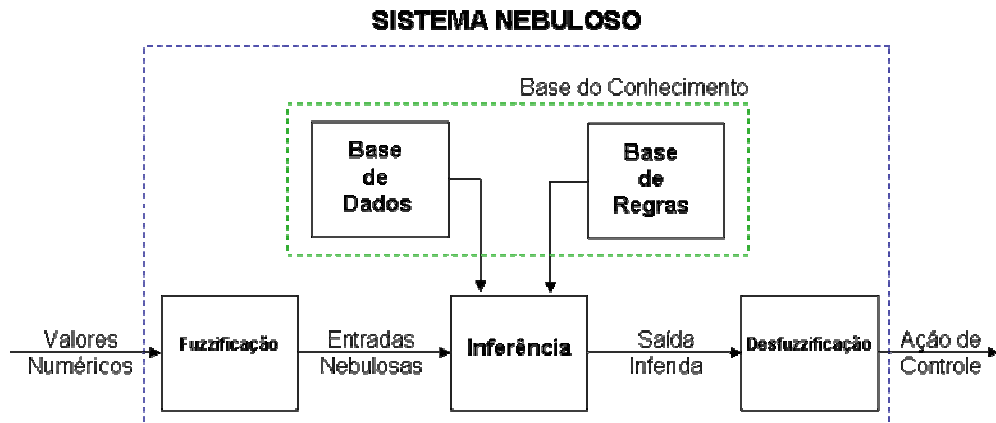 SISTEMA NEBULOSO
Base do Conhecimento
Base
de
Dados
Base
de
Regras
Valores
Numéricos
Fuzzificação
Entradas
Nebulosas
Inferência
Saída
Inferida
Desfuzzificação
Ação de
Controle